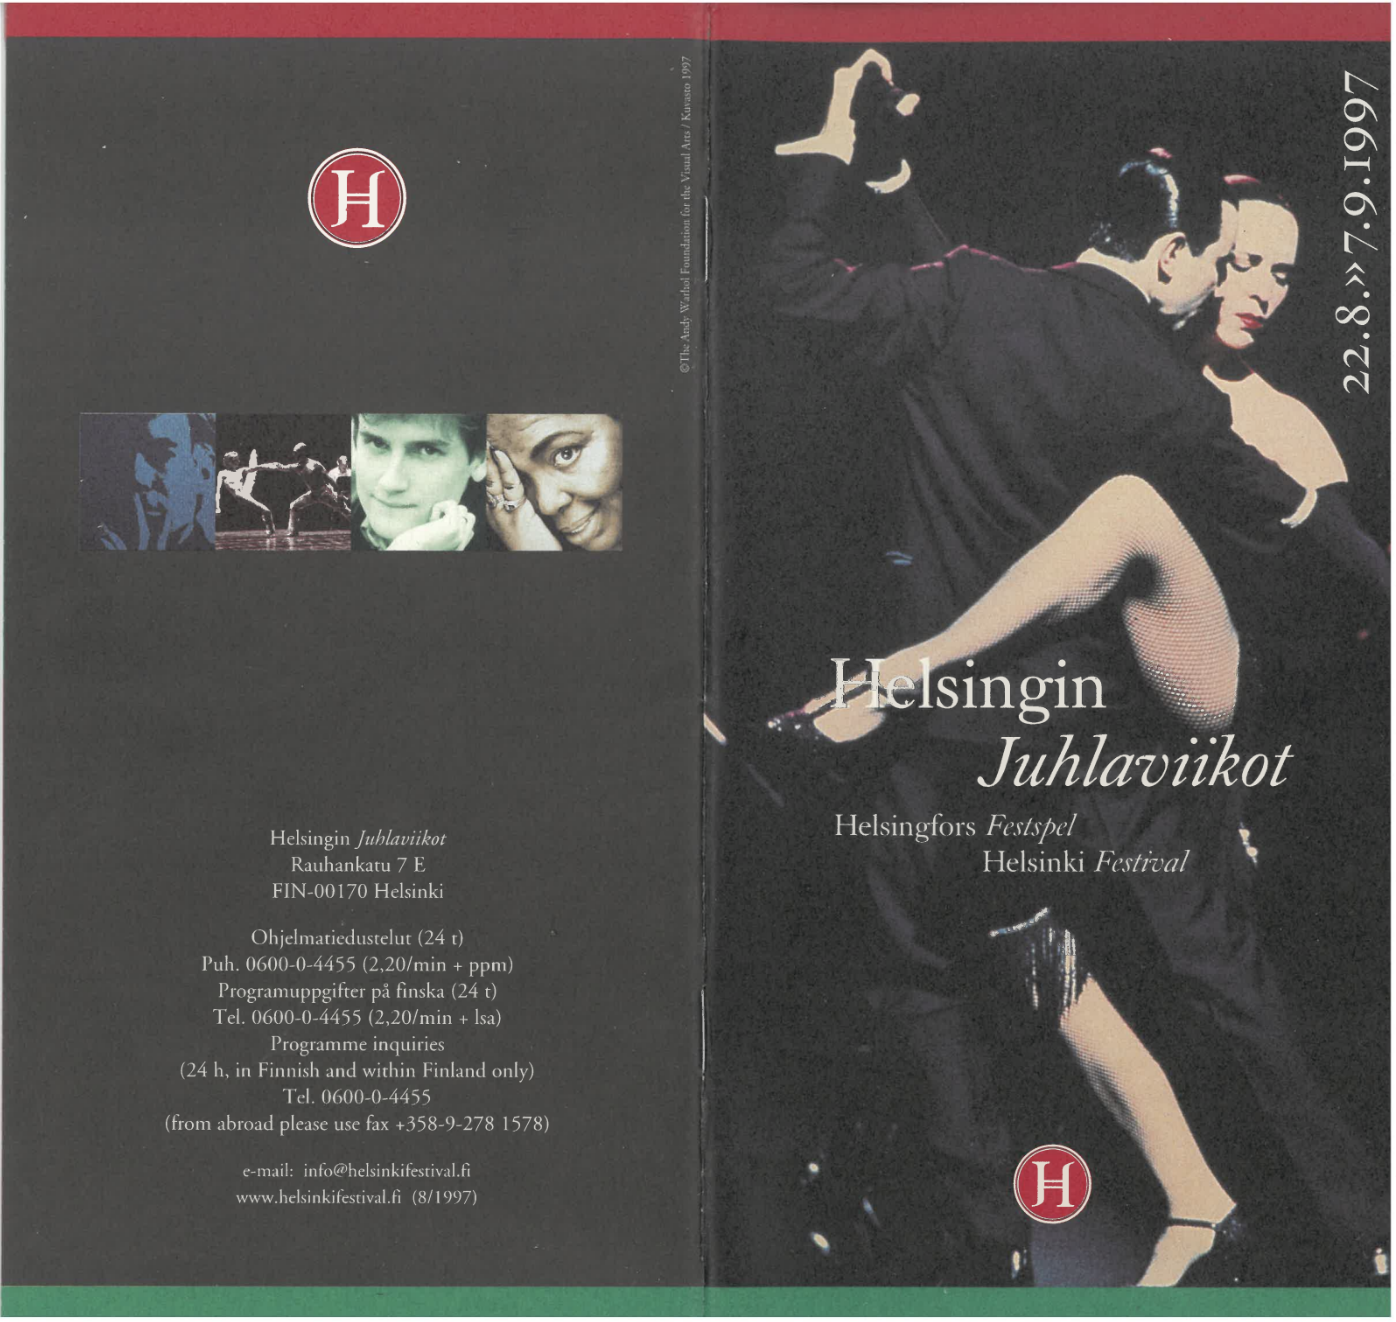 ©The Andy Warhol Foundation for the Visual Arts / Kuvasto 1997
H
Helsingin Juhlaviikot
Rauhankatu 7 E
FIN-00170 Helsinki
Ohjelmatiedustelut (24 t)
Puh. 0600-0-4455 (2,20/min + ppm)
Programuppgifter på finska (24 t)
Tel. 0600-0-4455 (2,20/min + lsa)
Programme inquiries
(24 h, in Finnish and within Finland only)
Tel. 0600-0-4455
(from abroad please use fax +358-9-278 1578)
e-mail: info@helsinkifestival.fi
www.helsinkifestival.fi (8/1997)
22.8.»7.9.1997
Helsingin
Juhlaviikot
Helsingfors Festspel
Helsinki Festival
H